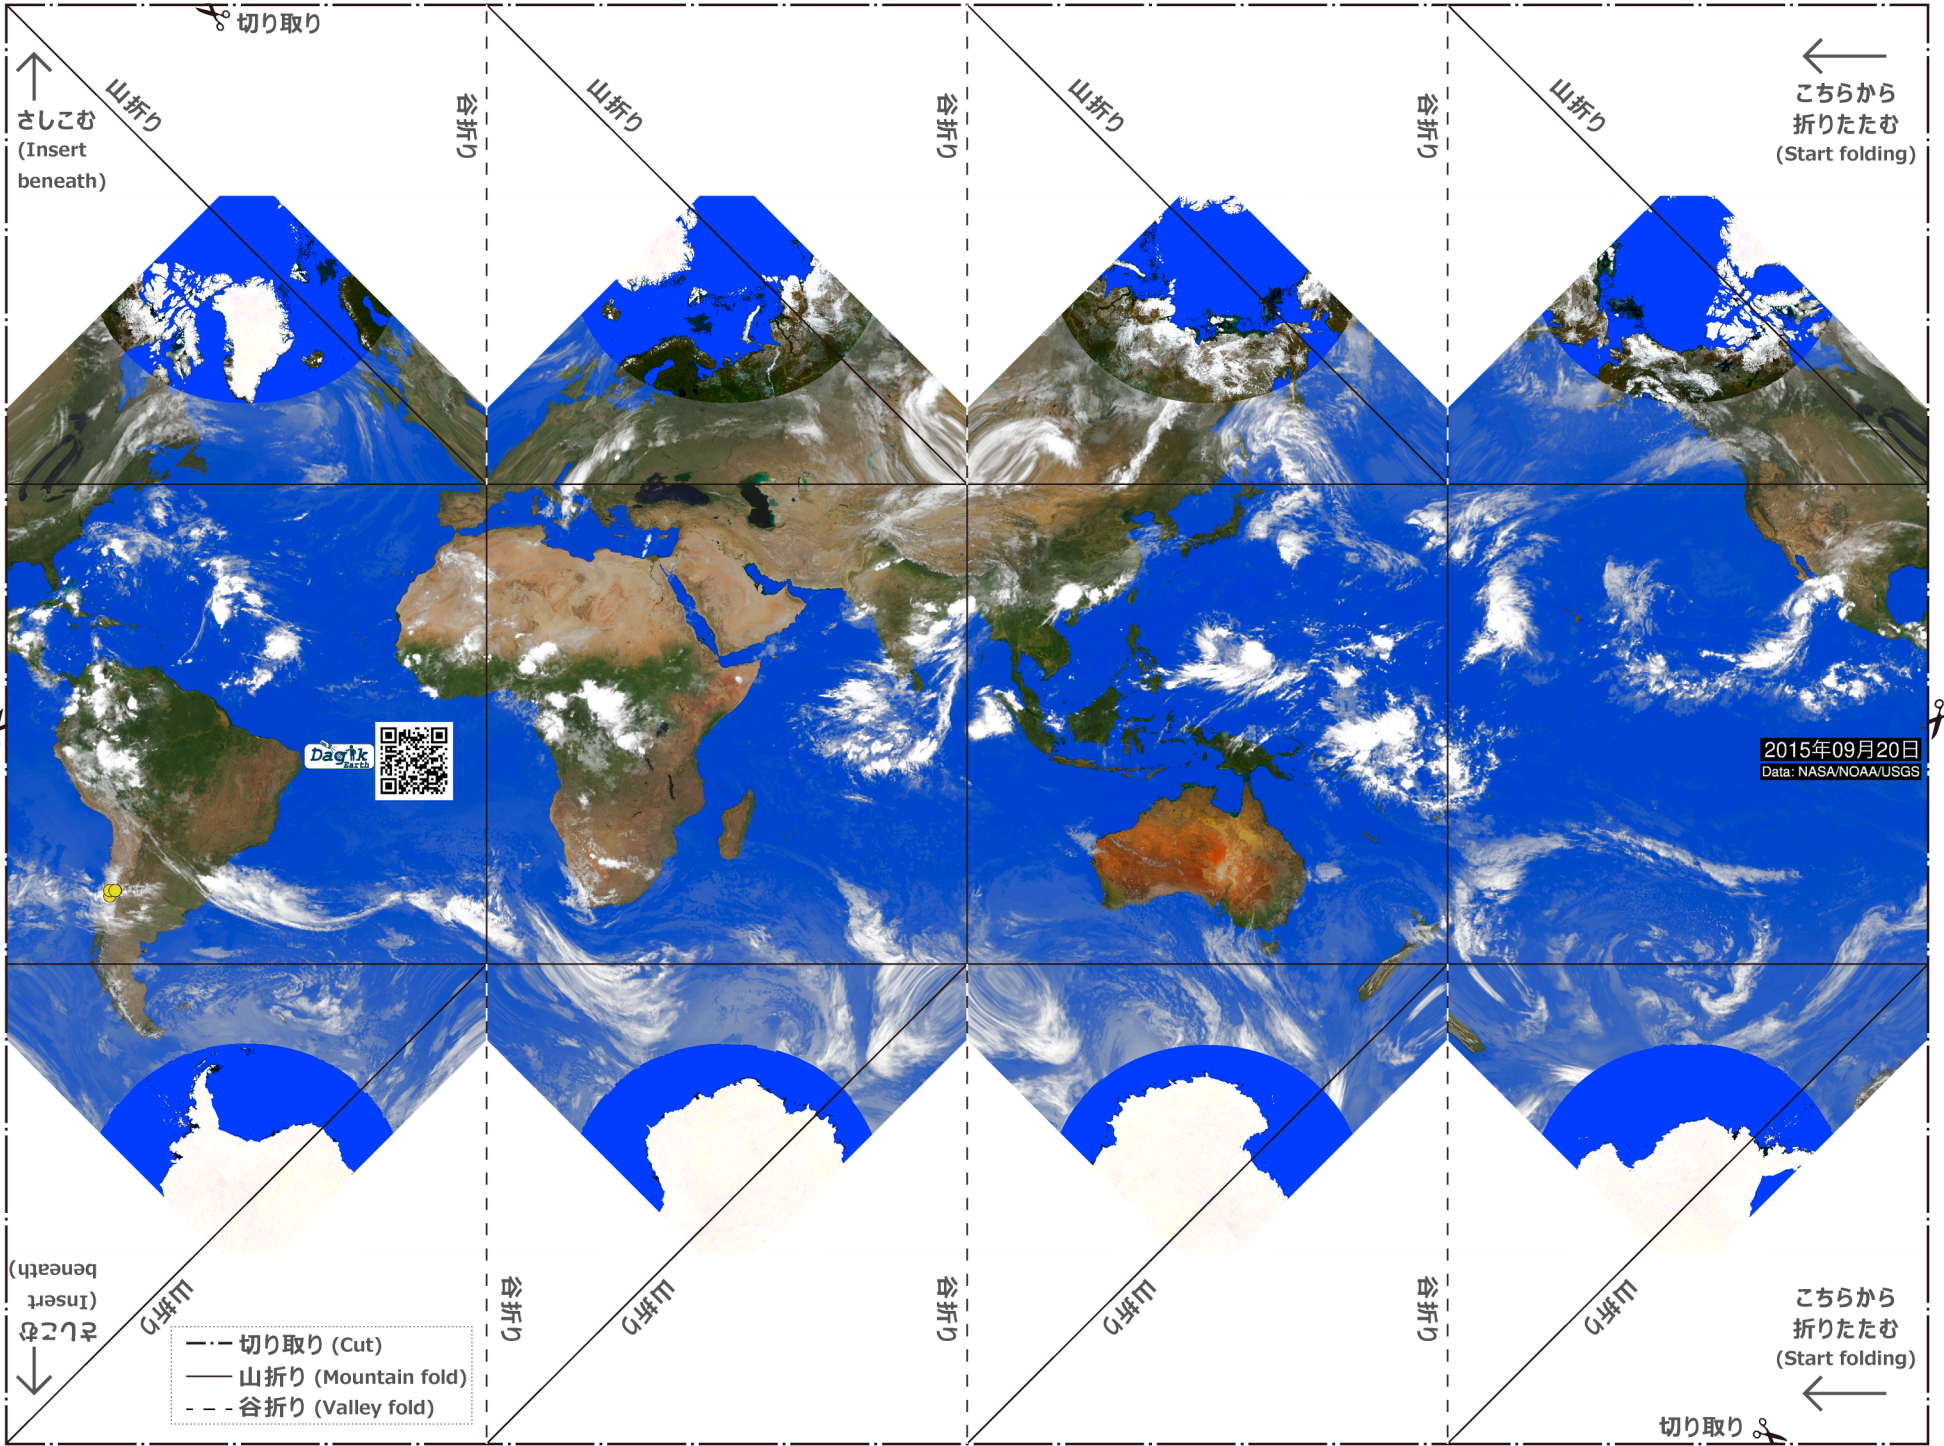 切り取り
さしこむ
(Insert
beneath)
山折り
谷折り
山折り
谷折り
山折り
谷折り
山折り
こちらから
折りたたむ
(Start folding)
Dagik
Earth
2015年09月20日
Data: NASA/NOAA/USGS
さしこむ
(Insert
beneath)
山折り
谷折り
山折り
谷折り
山折り
谷折り
山折り
こちらから
折りたたむ
(Start folding)
切り取り (Cut)
山折り (Mountain fold)
谷折り (Valley fold)
切り取り